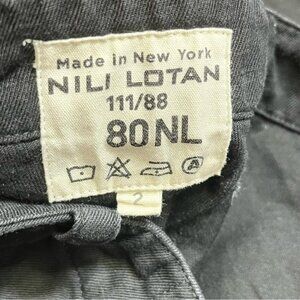 Made in New York
NILI LOTAN
111/88
80NL
A
2